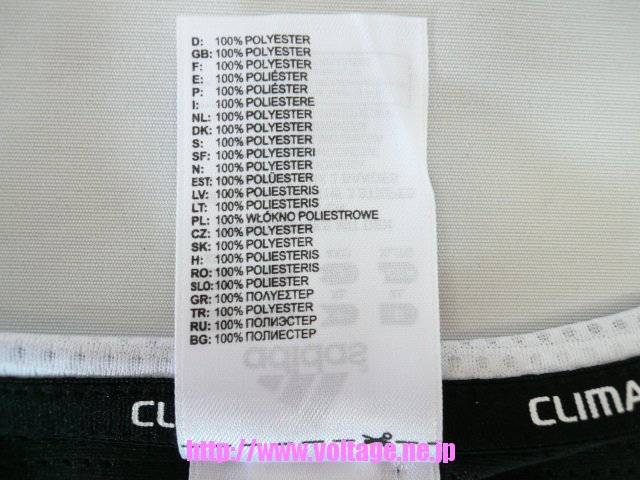 D: 100% POLYESTER
GB: 100% POLYESTER
F: 100% POLYESTER
E: 100% POLIÉSTER
P: 100% POLIÉSTER
I: 100% POLIESTERE
NL: 100% POLYESTER
DK: 100% POLYESTER
S: 100% POLYESTER
SF: 100% POLYESTERI
N: 100% POLYESTER
EST: 100% POLÜESTER
LV: 100% POLIESTERIS
LT: 100% POLIESTERIS
PL: 100% WŁÓKNO POLIESTROWE
CZ: 100% POLYESTER
SK: 100% POLYESTER
H: 100% POLIESTERIS
RO: 100% POLIESTERIS
SLO: 100% POLIESTER
GR: 100% ΠΟΛΥΕΣΤΕΡ
TR: 100% POLYESTER
RU: 100% ПОЛИЭСТЕР
BG: 100% ПОЛИЕСТЕР
adidas
CL CLIMA
http://www.voltage.ne.jp